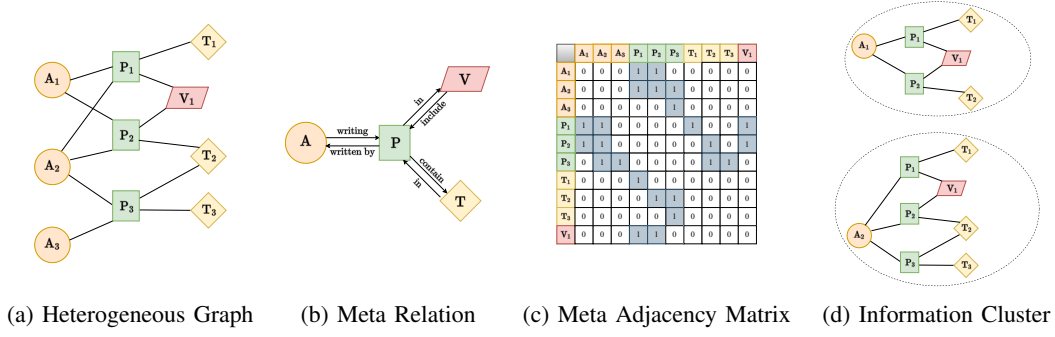 A₁
A₂
A₃
P₁
P₂
P₃
T₁
V₁
T₂
T₃
(a) Heterogeneous Graph
A
writing
written by
P
in
include
V
contain
in
T
(b) Meta Relation
A₁ A₂ A₃ P₁ P₂ P₃ T₁ T₂ T₃ V₁
A₁ 0 0 0 1 1 0 0 0 0 0
A₂ 0 0 0 1 1 1 0 0 0 0
A₃ 0 0 0 0 0 1 0 0 0 0
P₁ 1 1 0 0 0 0 1 0 0 1
P₂ 1 1 0 0 0 0 0 1 0 1
P₃ 0 1 1 0 0 0 0 1 1 0
T₁ 0 0 0 1 0 0 0 0 0 0
T₂ 0 0 0 0 1 1 0 0 0 0
T₃ 0 0 0 0 0 1 0 0 0 0
V₁ 0 0 0 1 1 0 0 0 0 0
(c) Meta Adjacency Matrix
A₁
P₁
P₂
T₁
V₁
T₂
A₂
P₁
P₂
P₃
T₁
V₁
T₂
T₃
(d) Information Cluster